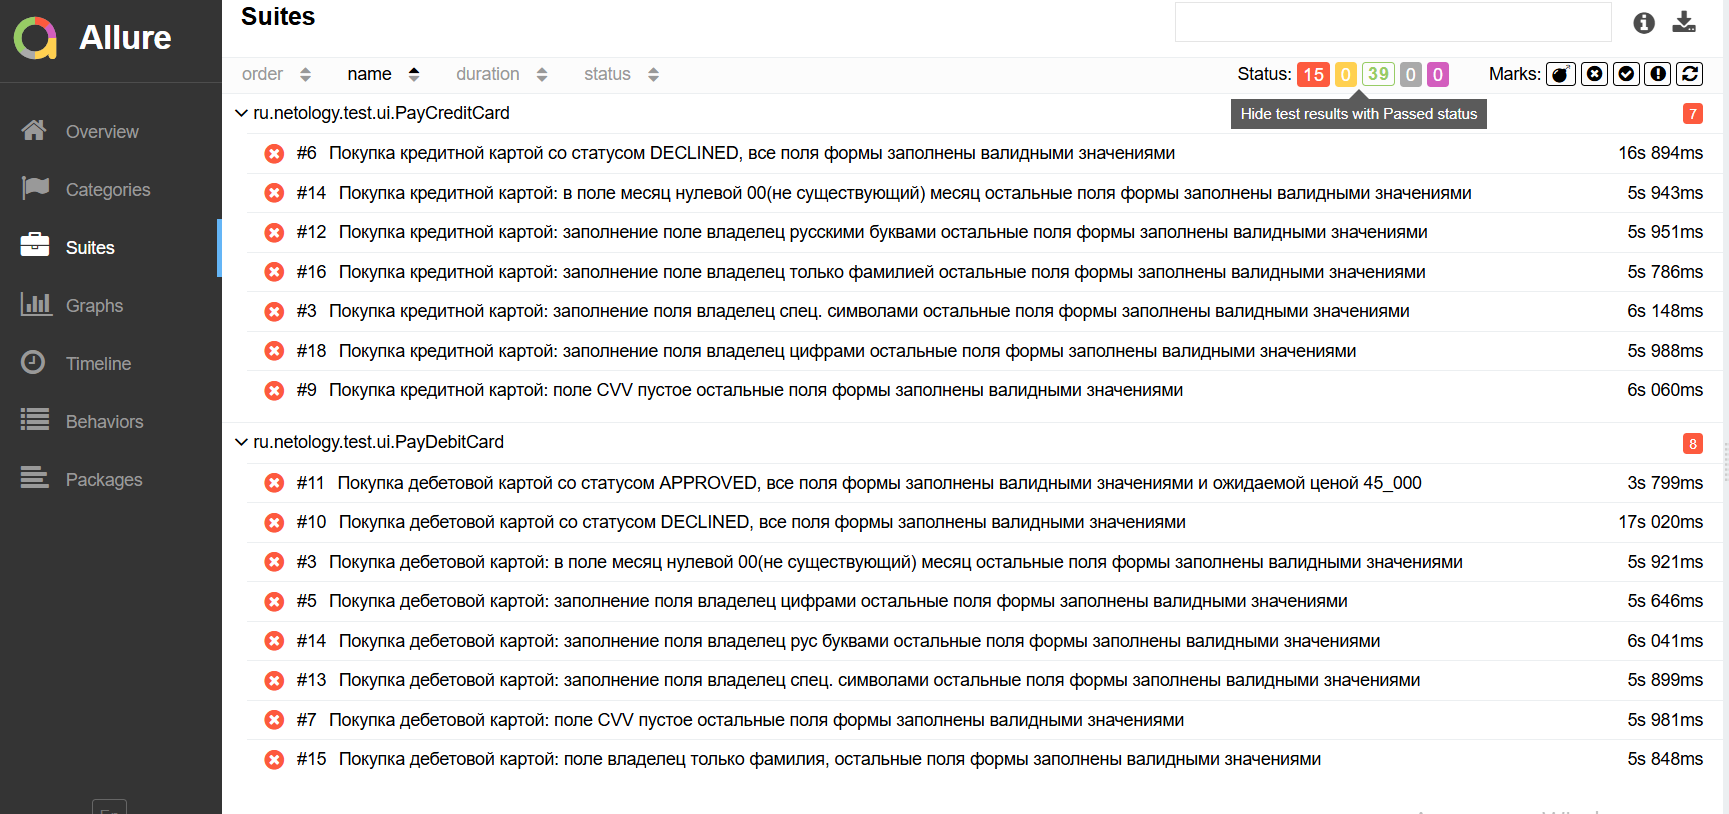 Allure
Overview
Categories
Suites
Graphs
Timeline
Behaviors
Packages
Suites
order name duration status Status: 15 0 39 0 0 Marks:
Hide test results with Passed status
ru.netology.test.ui.PayCreditCard 7
#6 Покупка кредитной картой со статусом DECLINED, все поля формы заполнены валидными значениями 16s 894ms
#14 Покупка кредитной картой: в поле месяц нулевой 00(не существующий) месяц остальные поля формы заполнены валидными значениями 5s 943ms
#12 Покупка кредитной картой: заполнение поле владелец русскими буквами остальные поля формы заполнены валидными значениями 5s 951ms
#16 Покупка кредитной картой: заполнение поле владелец только фамилией остальные поля формы заполнены валидными значениями 5s 786ms
#3 Покупка кредитной картой: заполнение поля владелец спец. символами остальные поля формы заполнены валидными значениями 6s 148ms
#18 Покупка кредитной картой: заполнение поля владелец цифрами остальные поля формы заполнены валидными значениями 5s 988ms
#9 Покупка кредитной картой: поле CVV пустое остальные поля формы заполнены валидными значениями 6s 060ms
ru.netology.test.ui.PayDebitCard 8
#11 Покупка дебетовой картой со статусом APPROVED, все поля формы заполнены валидными значениями и ожидаемой ценой 45_000 3s 799ms
#10 Покупка дебетовой картой со статусом DECLINED, все поля формы заполнены валидными значениями 17s 020ms
#3 Покупка дебетовой картой: в поле месяц нулевой 00(не существующий) месяц остальные поля формы заполнены валидными значениями 5s 921ms
#5 Покупка дебетовой картой: заполнение поля владелец цифрами остальные поля формы заполнены валидными значениями 5s 646ms
#14 Покупка дебетовой картой: заполнение поля владелец рус буквами остальные поля формы заполнены валидными значениями 6s 041ms
#13 Покупка дебетовой картой: заполнение поля владелец спец. символами остальные поля формы заполнены валидными значениями 5s 899ms
#7 Покупка дебетовой картой: поле CVV пустое остальные поля формы заполнены валидными значениями 5s 981ms
#15 Покупка дебетовой картой: поле владелец только фамилия, остальные поля формы заполнены валидными значениями 5s 848ms